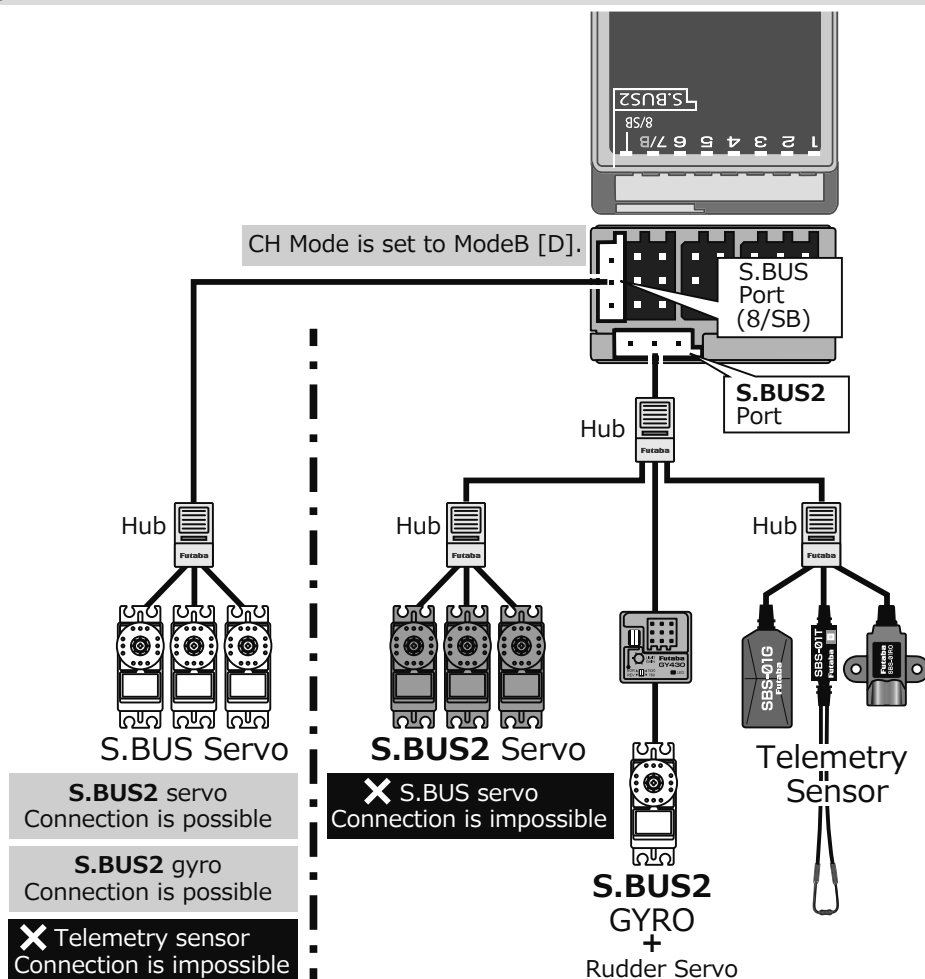 S.BUS2
8/SB
7/B 6 5 4 3 2 1
CH Mode is set to ModeB [D].
S.BUS
Port
(8/SB)
S.BUS2
Port
Hub
Futaba
Hub
Futaba
Hub
Futaba
Hub
Futaba
Futaba
GY430
SBS-01G
Futaba
SBS-01T
Futaba
Futaba
SBS-01RO
S.BUS Servo
S.BUS2 Servo
Telemetry
Sensor
S.BUS2 servo
Connection is possible
S.BUS2 gyro
Connection is possible
X Telemetry sensor
Connection is impossible
X S.BUS servo
Connection is impossible
S.BUS2
GYRO
+
Rudder Servo